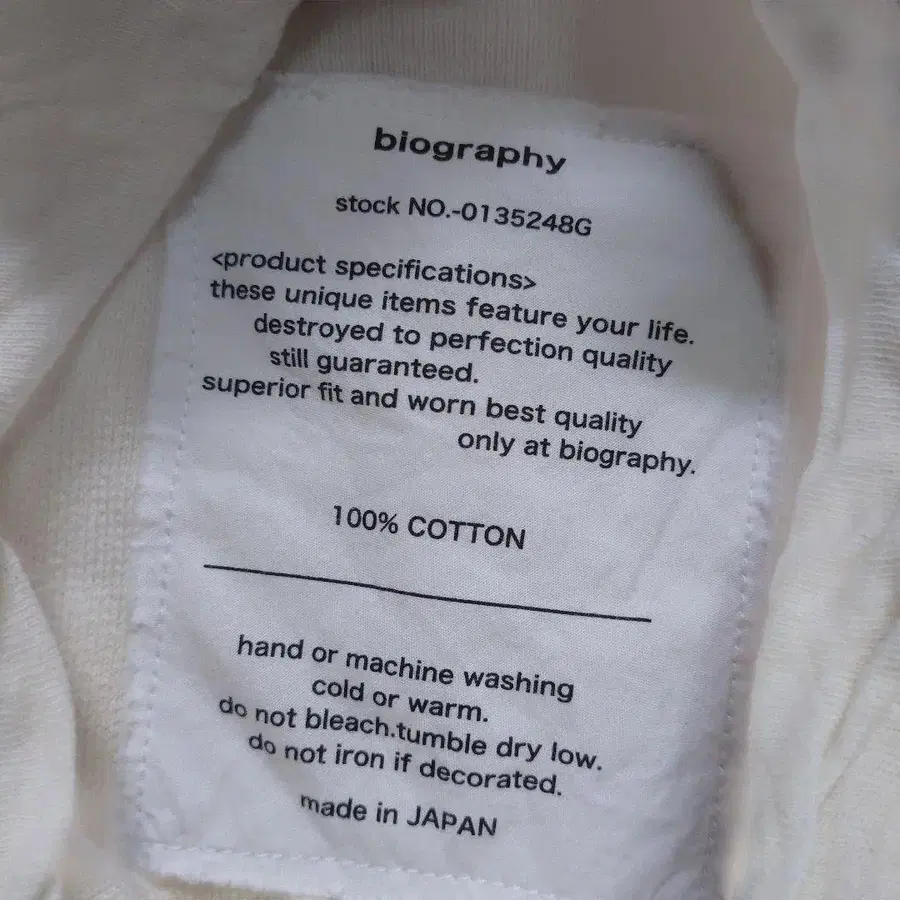 biography
stock NO.-0135248G
<product specifications>
these unique items feature your life.
destroyed to perfection quality
still guaranteed.
superior fit and worn best quality
only at biography.
100% COTTON
hand or machine washing
cold or warm.
do not bleach.tumble dry low.
do not iron if decorated.
made in JAPAN